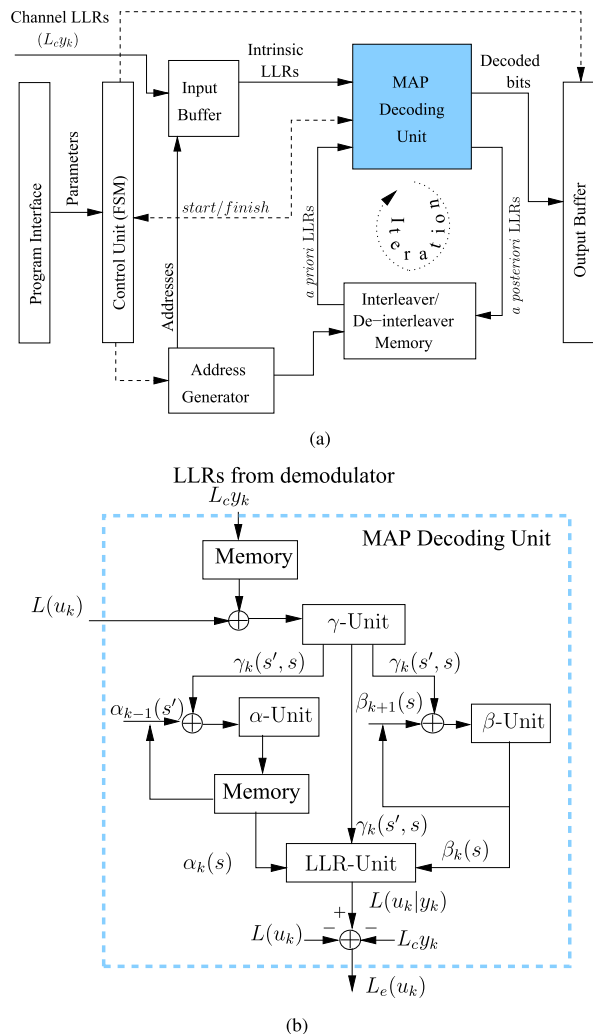 Channel LLRs
(L_c y_k)
Program Interface
Parameters
Control Unit (FSM)
Input
Buffer
Intrinsic
LLRs
MAP
Decoding
Unit
Decoded
bits
Output Buffer
start/finish
Addresses
a priori LLRs
Iteration
a posteriori LLRs
Interleaver/
De−interleaver
Memory
Address
Generator
(a)
LLRs from demodulator
L_c y_k
MAP Decoding Unit
Memory
L(u_k)
γ-Unit
γ_k(s′, s)
γ_k(s′, s)
α_{k−1}(s′)
α-Unit
β_{k+1}(s)
β-Unit
Memory
γ_k(s′, s)
α_k(s)
LLR-Unit
β_k(s)
L(u_k|y_k)
+
L(u_k)
−
−
L_c y_k
L_e(u_k)
(b)